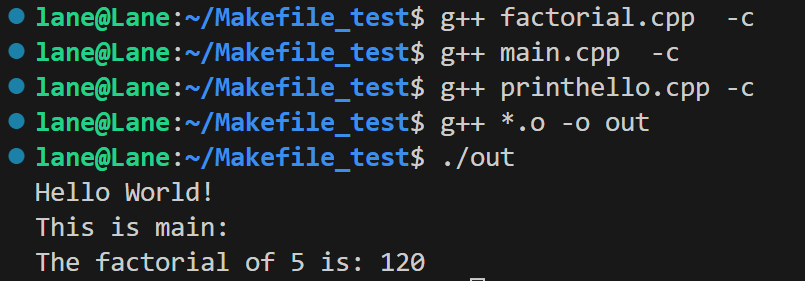 lane@Lane:~/Makefile_test$ g++ factorial.cpp  -c
lane@Lane:~/Makefile_test$ g++ main.cpp  -c
lane@Lane:~/Makefile_test$ g++ printhello.cpp -c
lane@Lane:~/Makefile_test$ g++ *.o -o out
lane@Lane:~/Makefile_test$ ./out
Hello World!
This is main:
The factorial of 5 is: 120